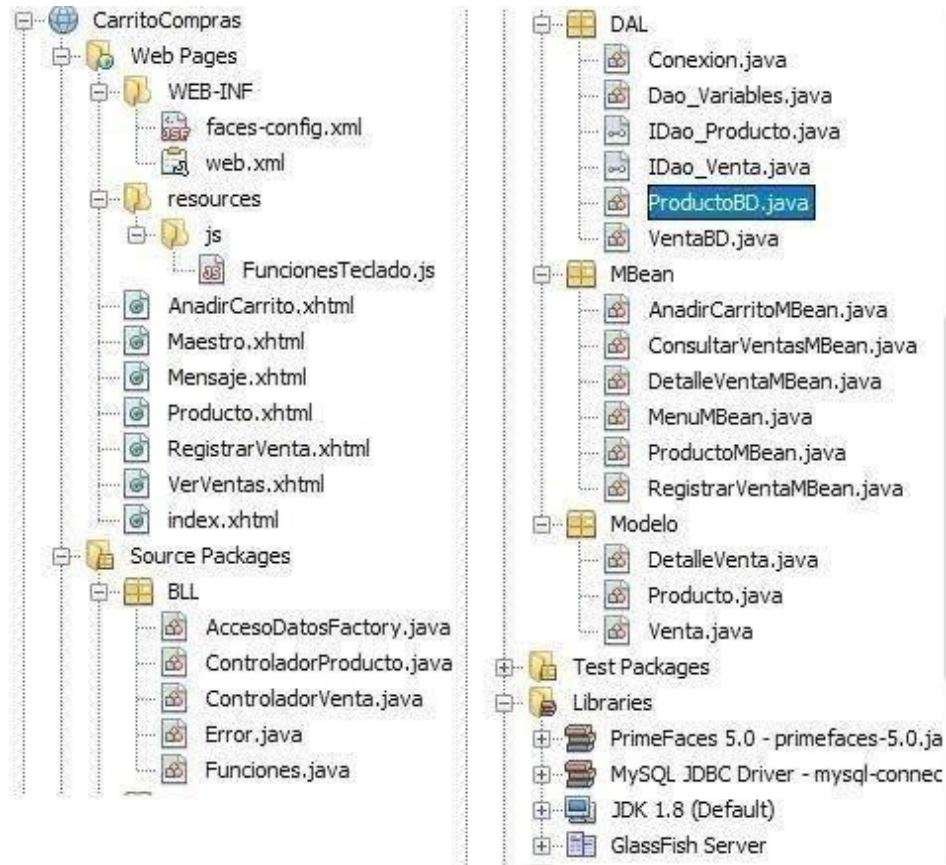 CarritoCompras
Web Pages
WEB-INF
faces-config.xml
web.xml
resources
js
FuncionesTeclado.js
AnadirCarrito.xhtml
Maestro.xhtml
Mensaje.xhtml
Producto.xhtml
RegistrarVenta.xhtml
VerVentas.xhtml
index.xhtml
Source Packages
BLL
AccesoDatosFactory.java
ControladorProducto.java
ControladorVenta.java
Error.java
Funciones.java
DAL
Conexion.java
Dao_Variables.java
IDao_Producto.java
IDao_Venta.java
ProductoBD.java
VentaBD.java
MBean
AnadirCarritoMBean.java
ConsultarVentasMBean.java
DetalleVentaMBean.java
MenuMBean.java
ProductoMBean.java
RegistrarVentaMBean.java
Modelo
DetalleVenta.java
Producto.java
Venta.java
Test Packages
Libraries
PrimeFaces 5.0 - primefaces-5.0.ja
MySQL JDBC Driver - mysql-connec
JDK 1.8 (Default)
GlassFish Server